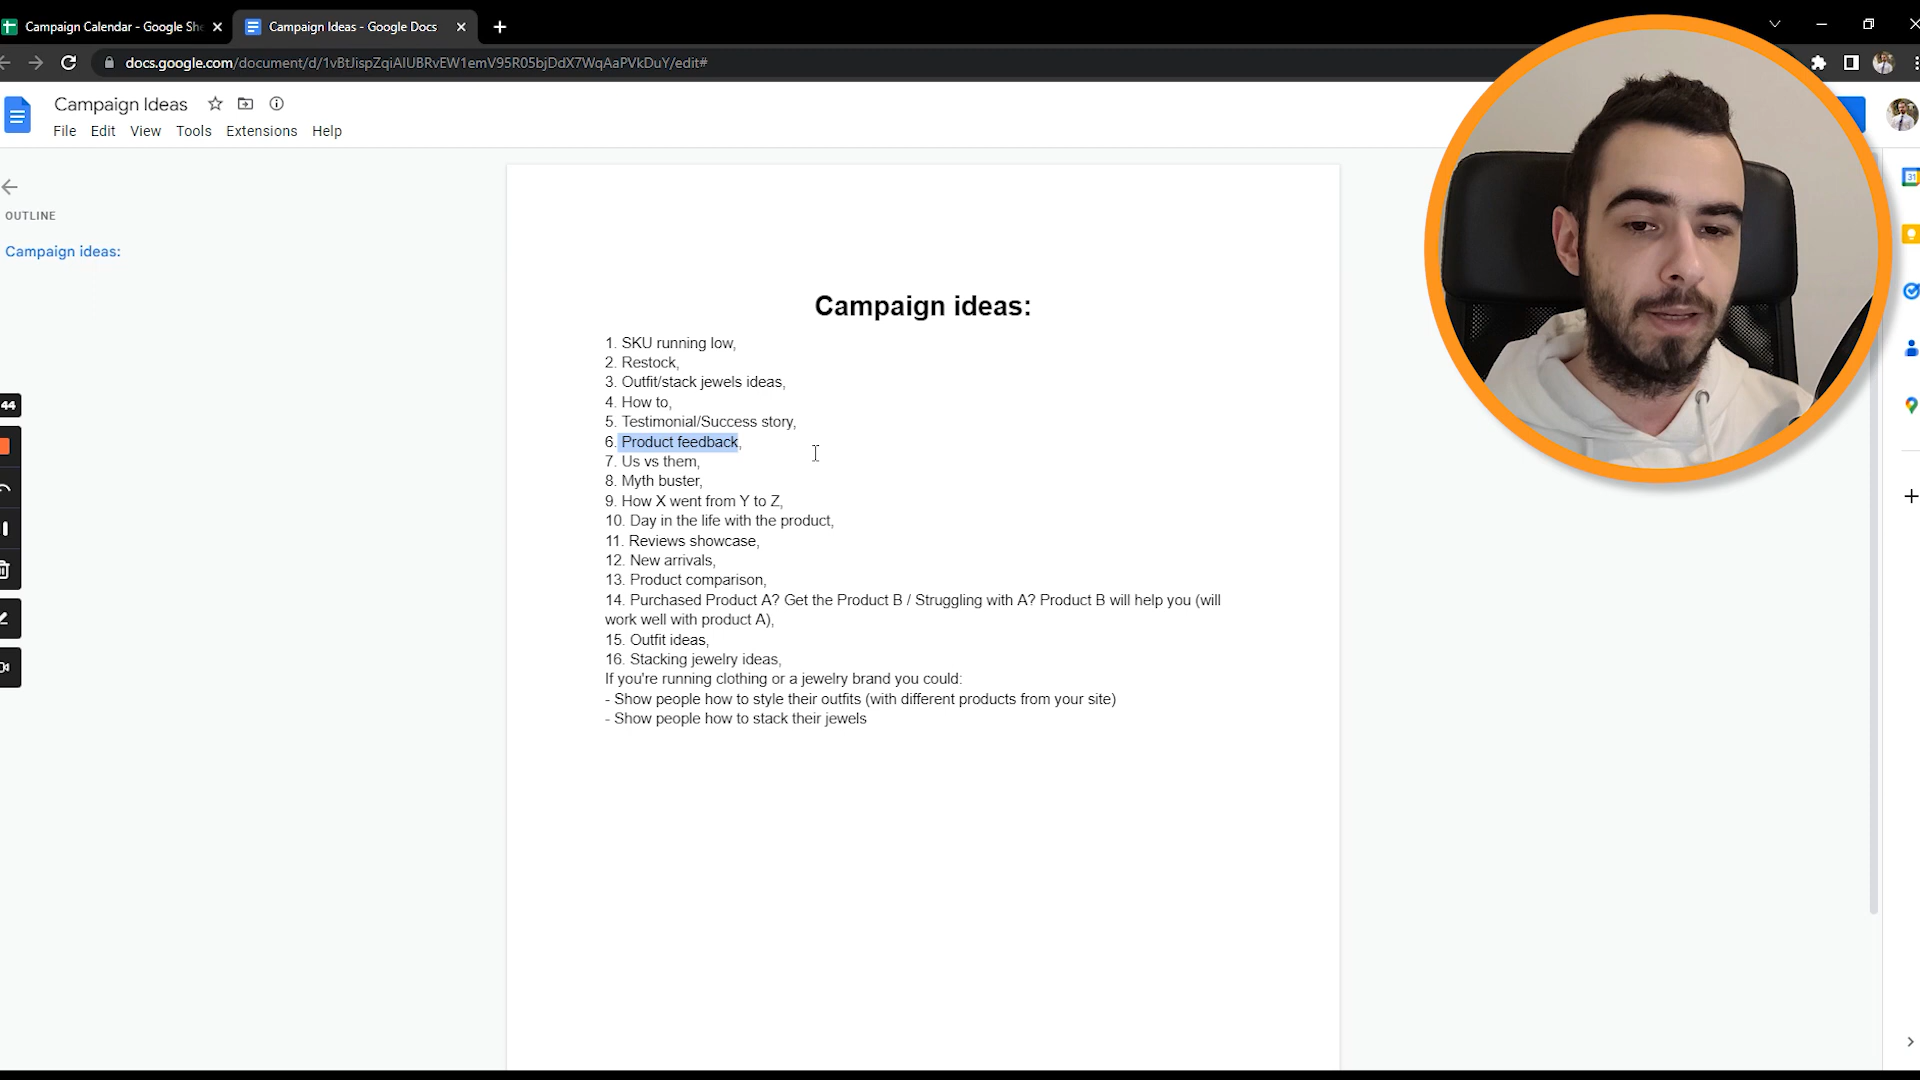 Campaign Calendar - Google She
Campaign Ideas - Google Docs
docs.google.com/document/d/1vBtJispZqiAIUBRvEW1emV95R05bjDdX7WqAaPVkDuY/edit#
Campaign Ideas
File Edit View Tools Extensions Help
OUTLINE
Campaign ideas:
44
31
Campaign ideas:
1. SKU running low,
2. Restock,
3. Outfit/stack jewels ideas,
4. How to,
5. Testimonial/Success story,
6. Product feedback,
7. Us vs them,
8. Myth buster,
9. How X went from Y to Z,
10. Day in the life with the product,
11. Reviews showcase,
12. New arrivals,
13. Product comparison,
14. Purchased Product A? Get the Product B / Struggling with A? Product B will help you (will
work well with product A),
15. Outfit ideas,
16. Stacking jewelry ideas,
If you're running clothing or a jewelry brand you could:
- Show people how to style their outfits (with different products from your site)
- Show people how to stack their jewels